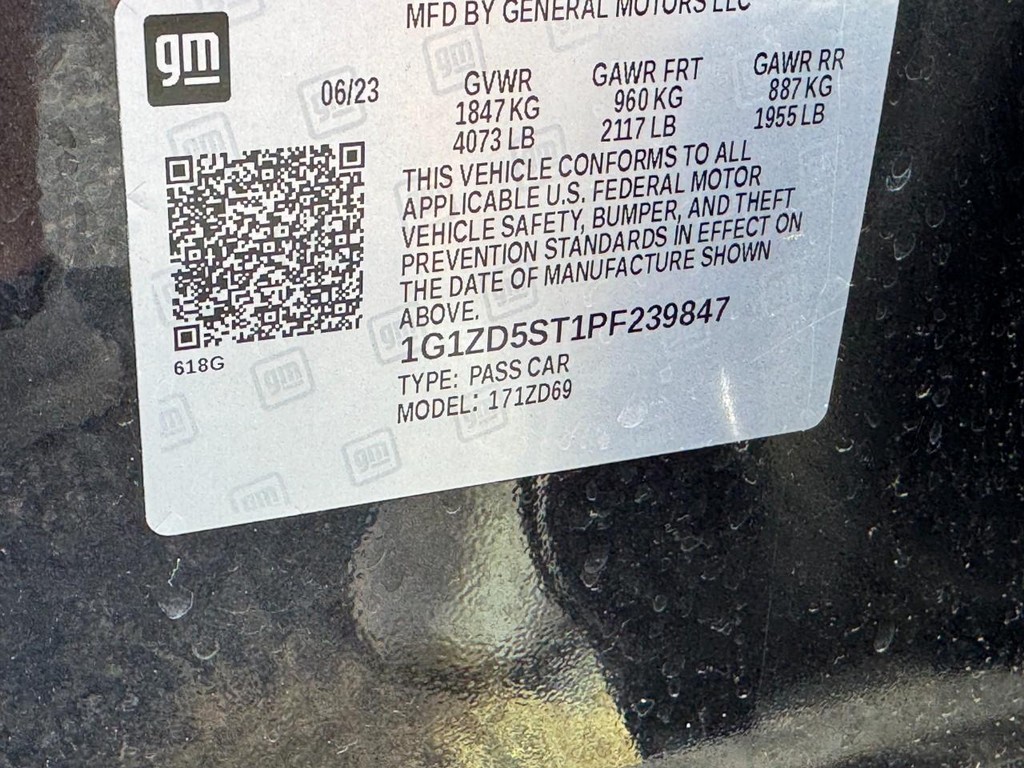 MFD BY GENERAL MOTORS LLC
gm
06/23
GVWR
1847 KG
4073 LB
GAWR FRT
960 KG
2117 LB
GAWR RR
887 KG
1955 LB
THIS VEHICLE CONFORMS TO ALL
APPLICABLE U.S. FEDERAL MOTOR
VEHICLE SAFETY, BUMPER, AND THEFT
PREVENTION STANDARDS IN EFFECT ON
THE DATE OF MANUFACTURE SHOWN
ABOVE.
1G1ZD5ST1PF239847
TYPE: PASS CAR
MODEL: 171ZD69
618G